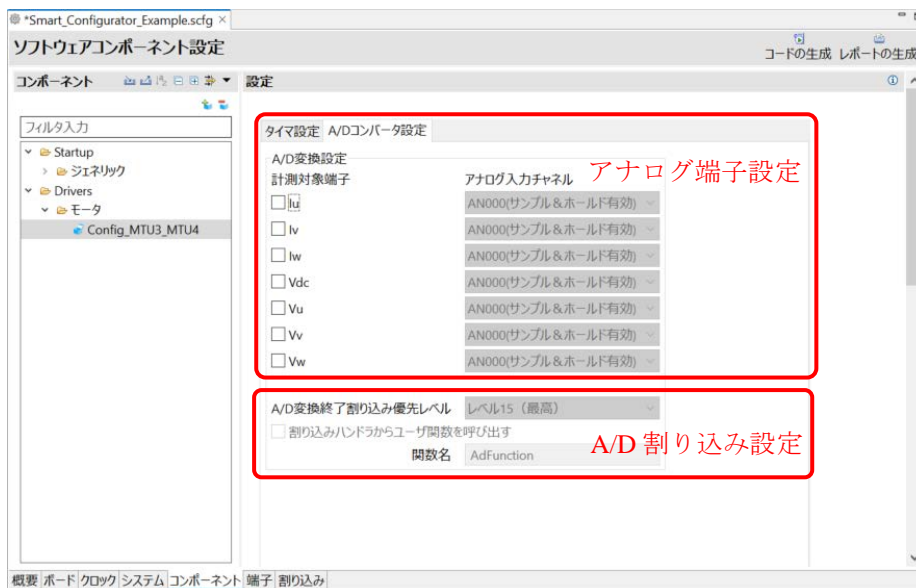 *Smart_Configurator_Example.scfg
ソフトウェアコンポーネント設定
コードの生成 レポートの生成
コンポーネント
設定
フィルタ入力
Startup
ジェネリック
Drivers
モータ
Config_MTU3_MTU4
タイマ設定 A/Dコンバータ設定
A/D変換設定
アナログ端子設定
計測対象端子 アナログ入力チャネル
Iu AN000(サンプル&ホールド有効)
Iv AN000(サンプル&ホールド有効)
Iw AN000(サンプル&ホールド有効)
Vdc AN000(サンプル&ホールド有効)
Vu AN000(サンプル&ホールド有効)
Vv AN000(サンプル&ホールド有効)
Vw AN000(サンプル&ホールド有効)
A/D変換終了割り込み優先レベル レベル15（最高）
割り込みハンドラからユーザ関数を呼び出す
A/D 割り込み設定
関数名 AdFunction
概要 ボード クロック システム コンポーネント 端子 割り込み